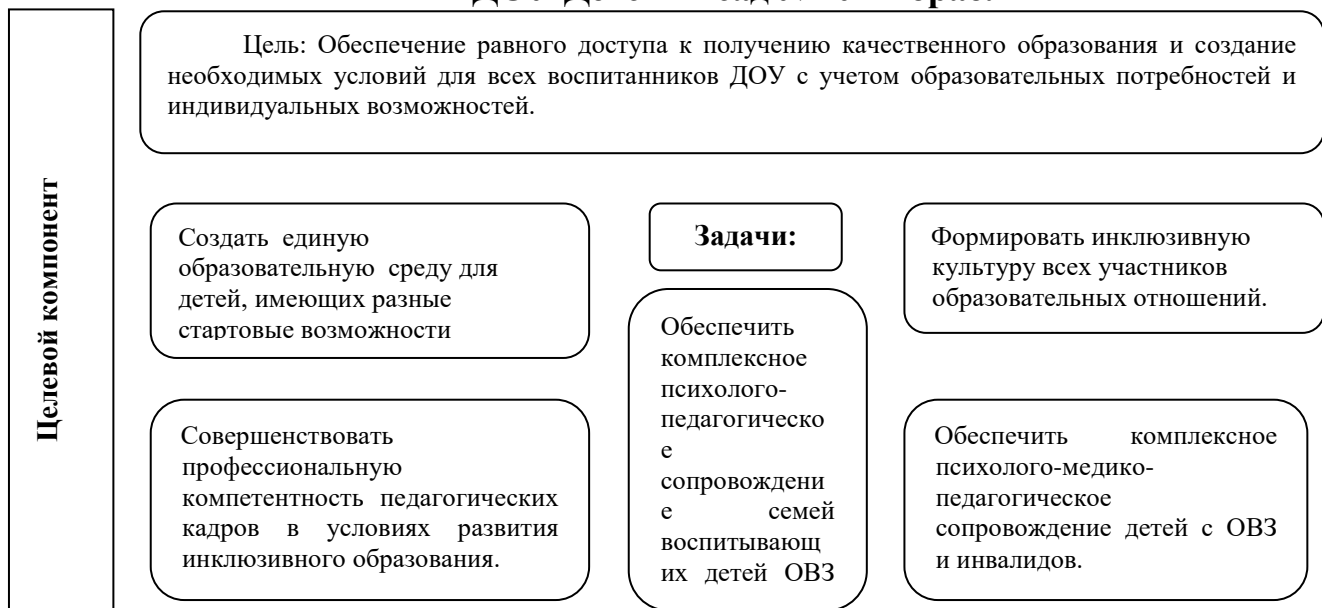 Целевой компонент
Цель: Обеспечение равного доступа к получению качественного образования и создание
необходимых условий для всех воспитанников ДОУ с учетом образовательных потребностей и
индивидуальных возможностей.
Создать единую
образовательную среду для
детей, имеющих разные
стартовые возможности
Задачи:
Формировать инклюзивную
культуру всех участников
образовательных отношений.
Обеспечить
комплексное
психолого-
педагогическо
е
сопровождени
е семей
воспитывающ
их детей ОВЗ
Совершенствовать
профессиональную
компетентность педагогических
кадров в условиях развития
инклюзивного образования.
Обеспечить комплексное
психолого-медико-
педагогическое
сопровождение детей с ОВЗ
и инвалидов.